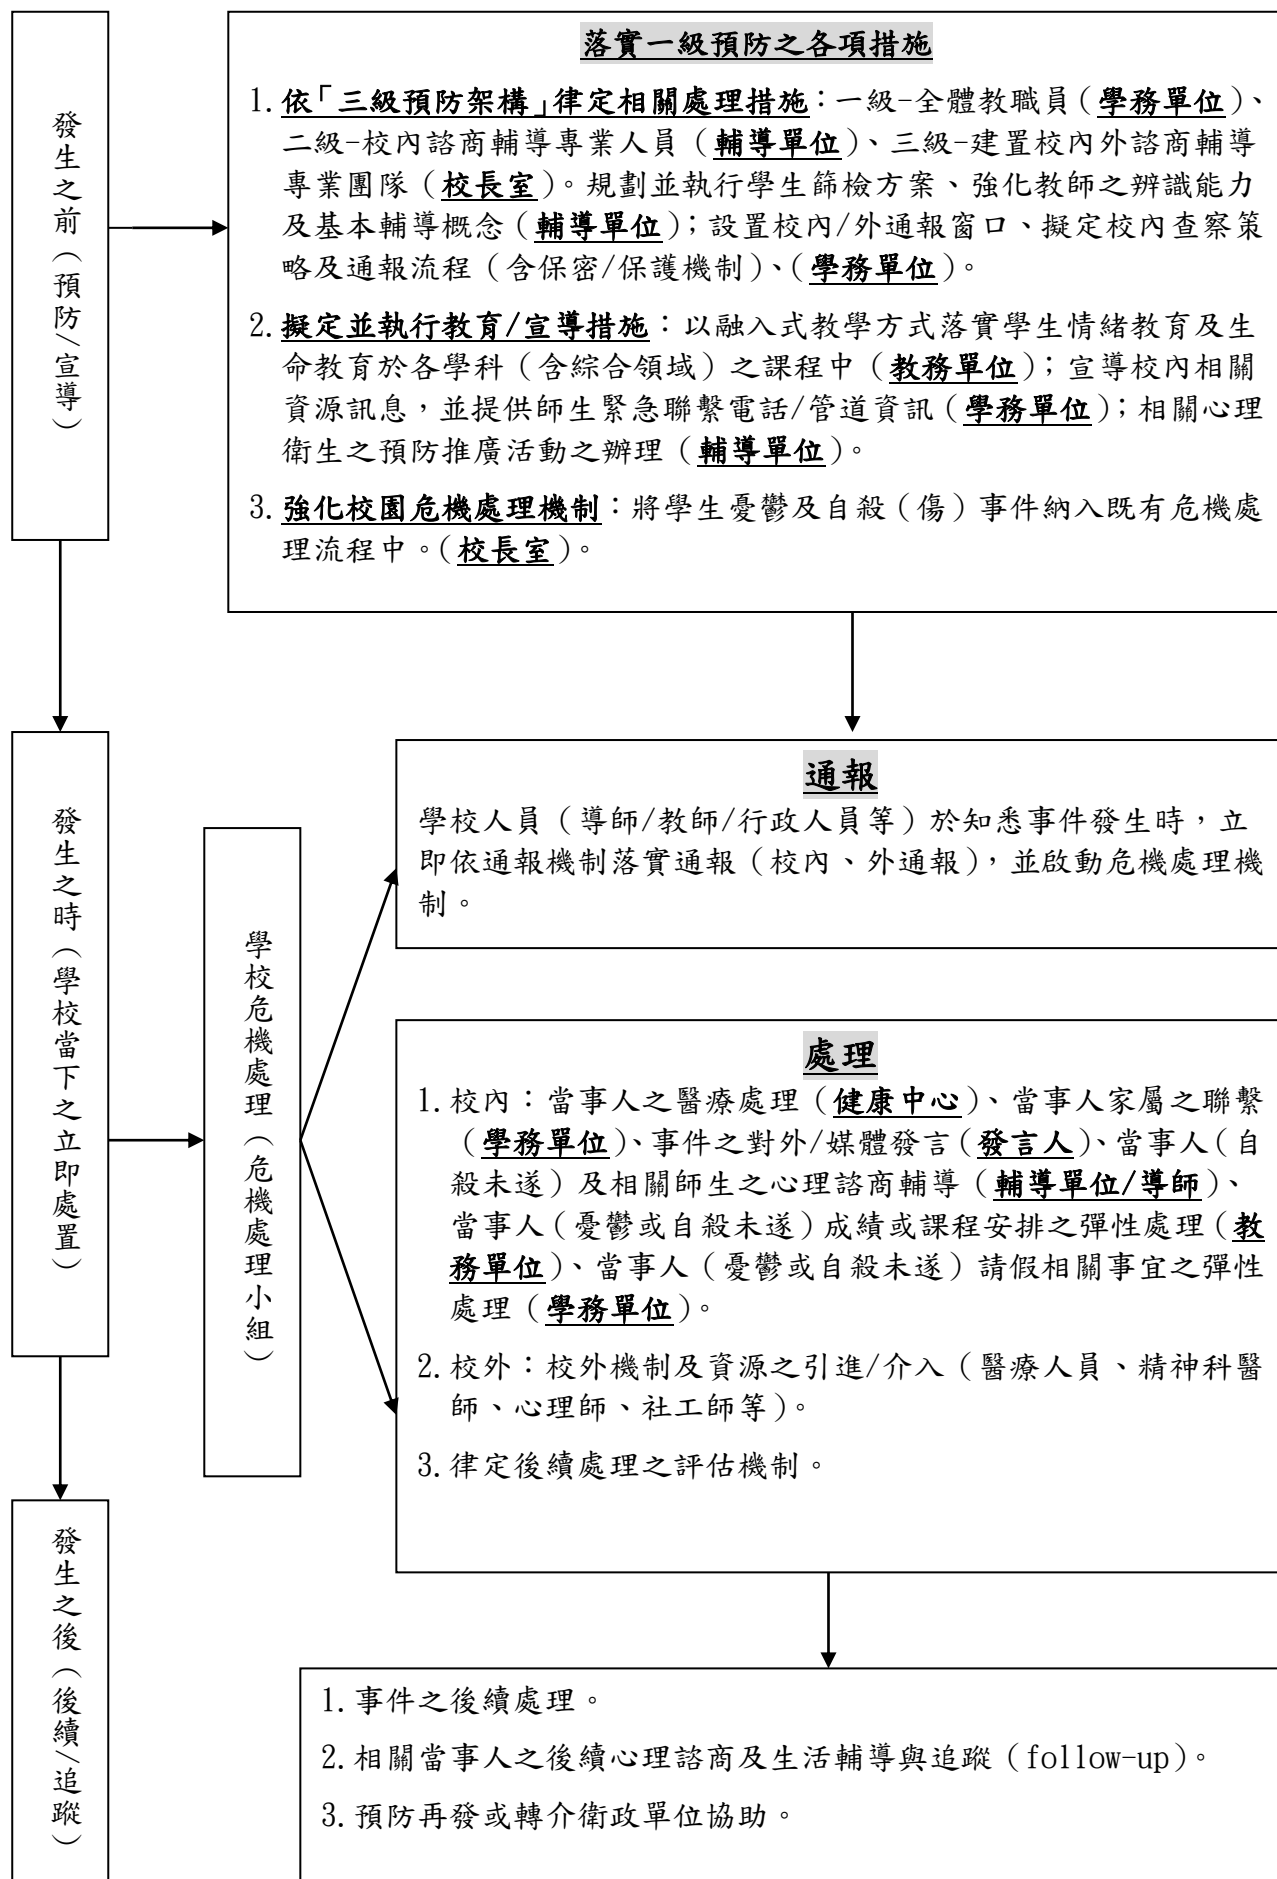 發生之前（預防/宣導）
落實一級預防之各項措施
1.依「三級預防架構」律定相關處理措施：一級-全體教職員（學務單位）、
二級-校內諮商輔導專業人員（輔導單位）、三級-建置校內外諮商輔導
專業團隊（校長室）。規劃並執行學生篩檢方案、強化教師之辨識能力
及基本輔導概念（輔導單位）；設置校內/外通報窗口、擬定校內查察策
略及通報流程（含保密/保護機制）、（學務單位）。
2.擬定並執行教育/宣導措施：以融入式教學方式落實學生情緒教育及生
命教育於各學科（含綜合領域）之課程中（教務單位）；宣導校內相關
資源訊息，並提供師生緊急聯繫電話/管道資訊（學務單位）；相關心理
衛生之預防推廣活動之辦理（輔導單位）。
3.強化校園危機處理機制：將學生憂鬱及自殺（傷）事件納入既有危機處
理流程中。（校長室）。
發生之時（學校當下之立即處置）
學校危機處理（危機處理小組）
通報
學校人員（導師/教師/行政人員等）於知悉事件發生時，立
即依通報機制落實通報（校內、外通報），並啟動危機處理機
制。
處理
1.校內：當事人之醫療處理（健康中心）、當事人家屬之聯繫
（學務單位）、事件之對外/媒體發言（發言人）、當事人（自
殺未遂）及相關師生之心理諮商輔導（輔導單位/導師）、
當事人（憂鬱或自殺未遂）成績或課程安排之彈性處理（教
務單位）、當事人（憂鬱或自殺未遂）請假相關事宜之彈性
處理（學務單位）。
2.校外：校外機制及資源之引進/介入（醫療人員、精神科醫
師、心理師、社工師等）。
3.律定後續處理之評估機制。
發生之後（後續/追蹤）
1.事件之後續處理。
2.相關當事人之後續心理諮商及生活輔導與追蹤（follow-up）。
3.預防再發或轉介衛政單位協助。